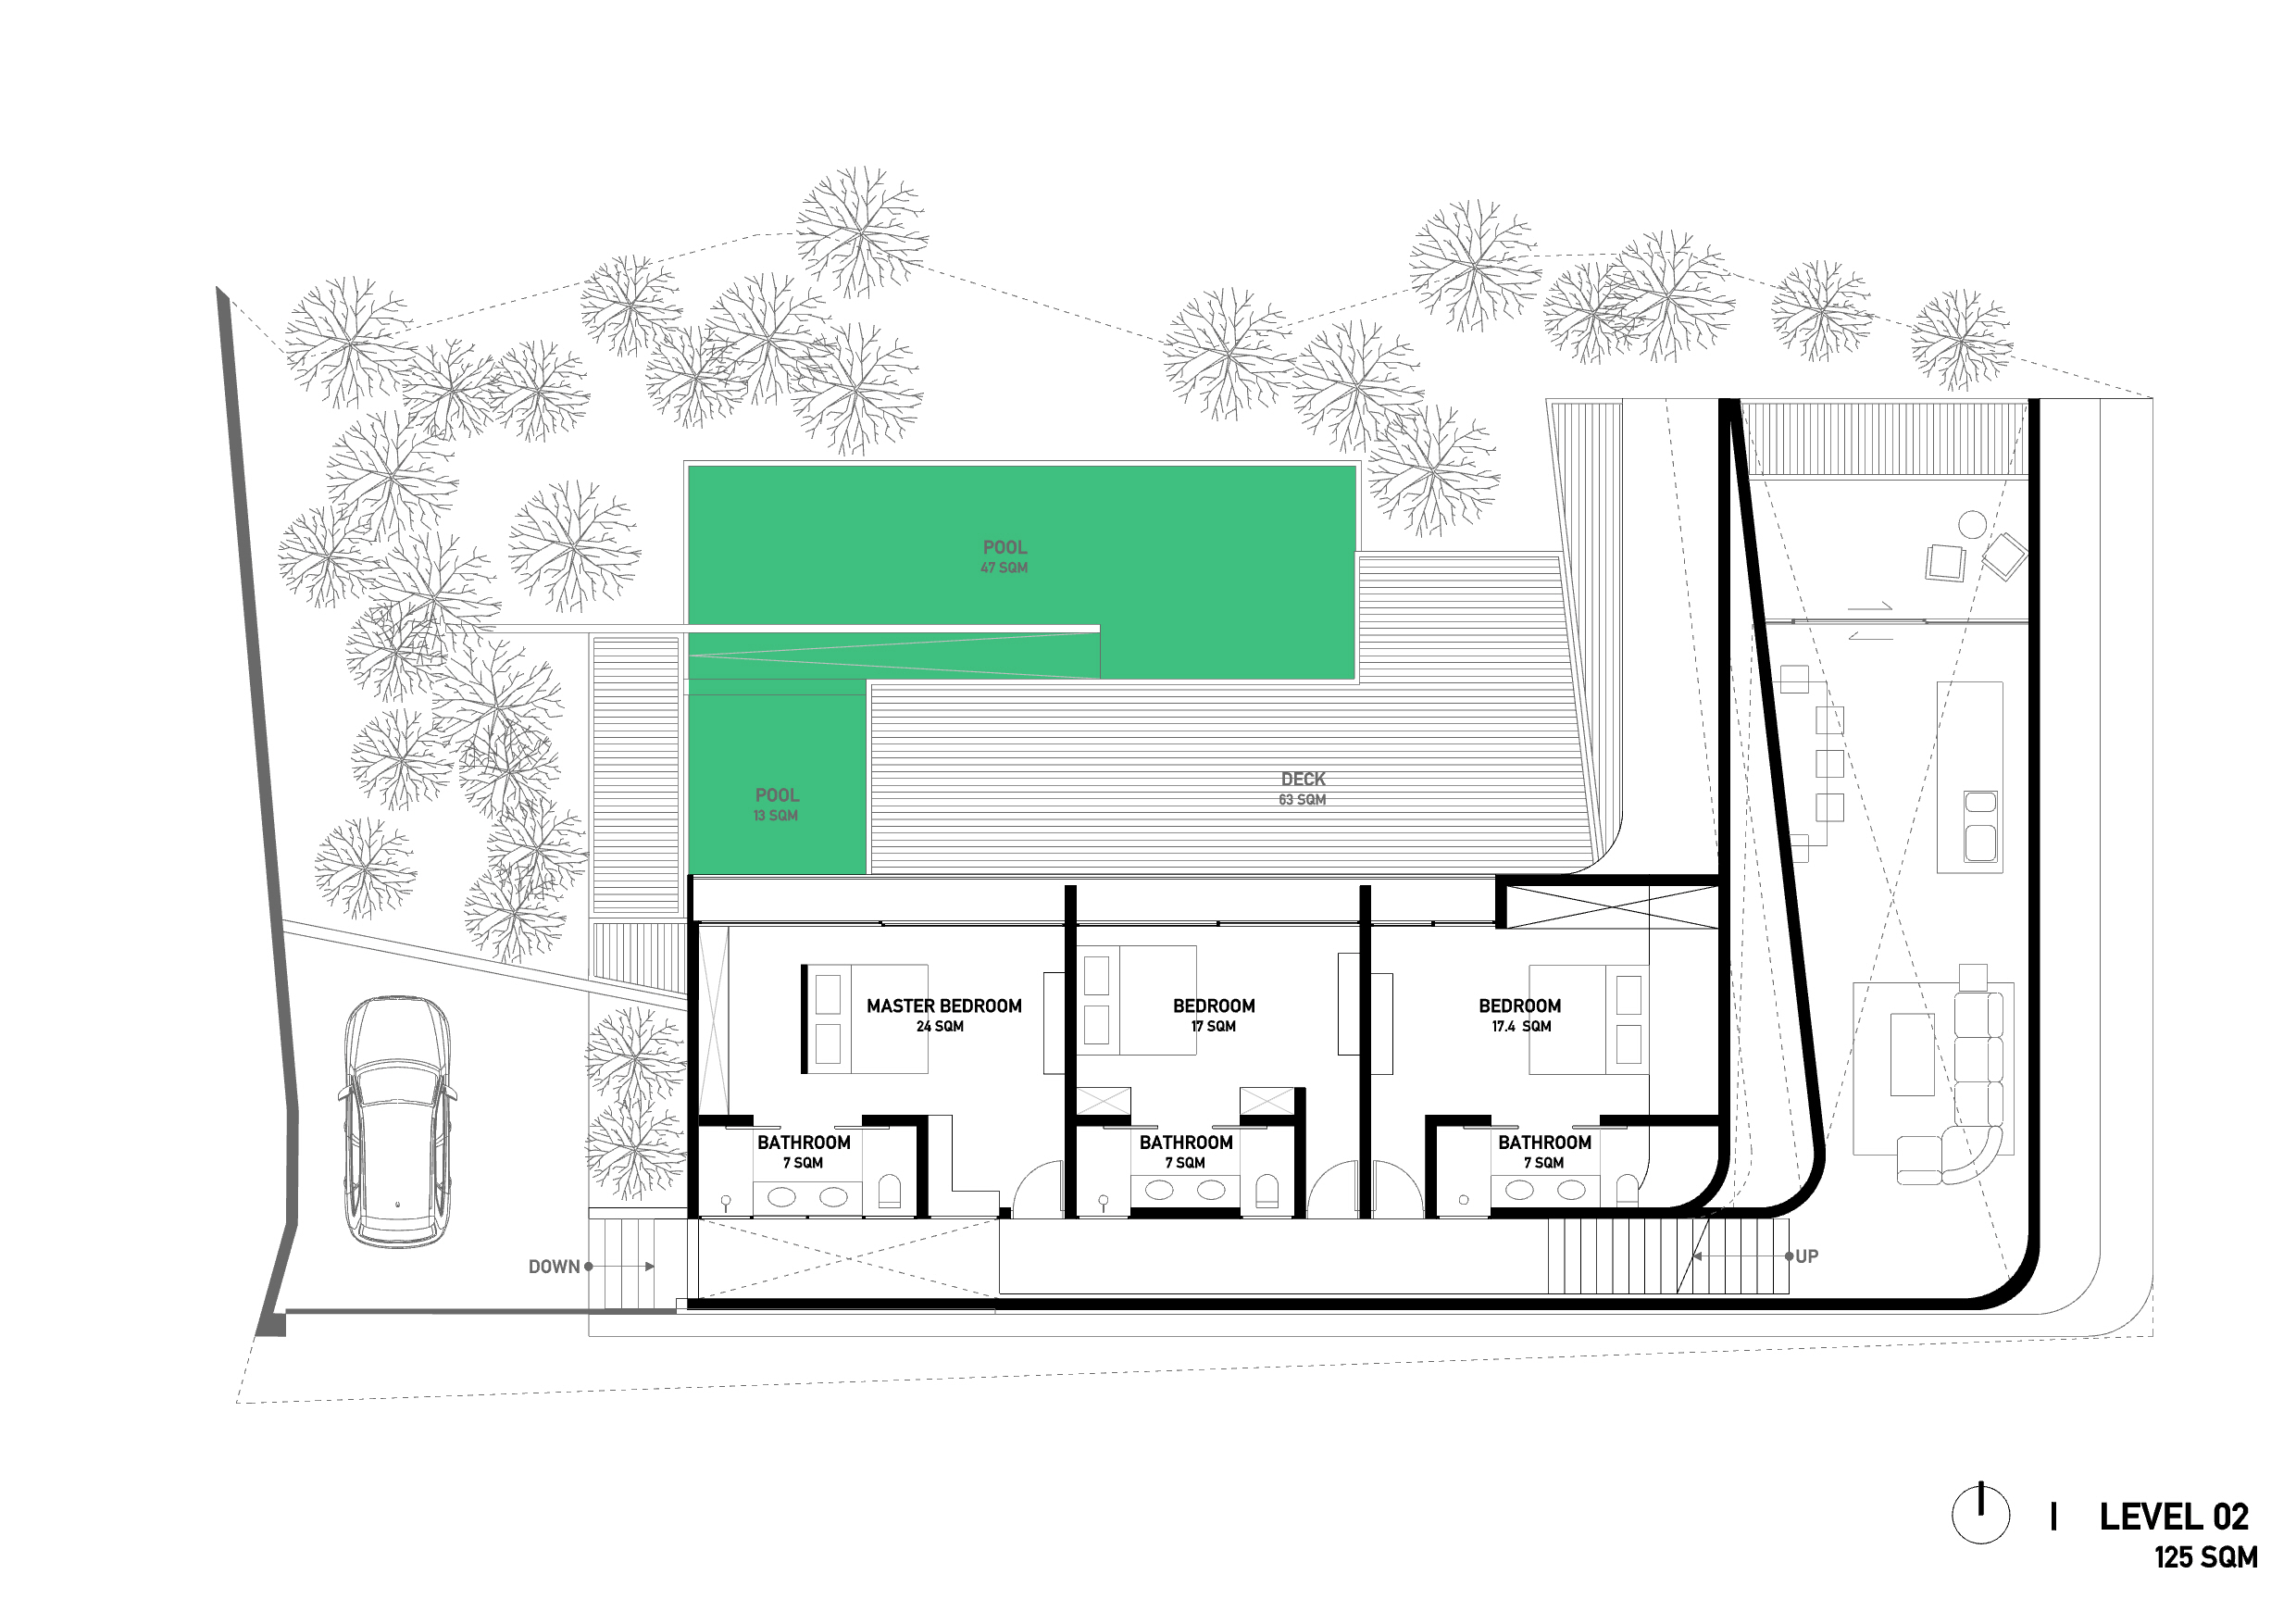 POOL
47 SQM
DECK
63 SQM
POOL
13 SQM
MASTER BEDROOM
24 SQM
BEDROOM
17 SQM
BEDROOM
17.4 SQM
BATHROOM
7 SQM
BATHROOM
7 SQM
BATHROOM
7 SQM
DOWN
UP
LEVEL 02
125 SQM